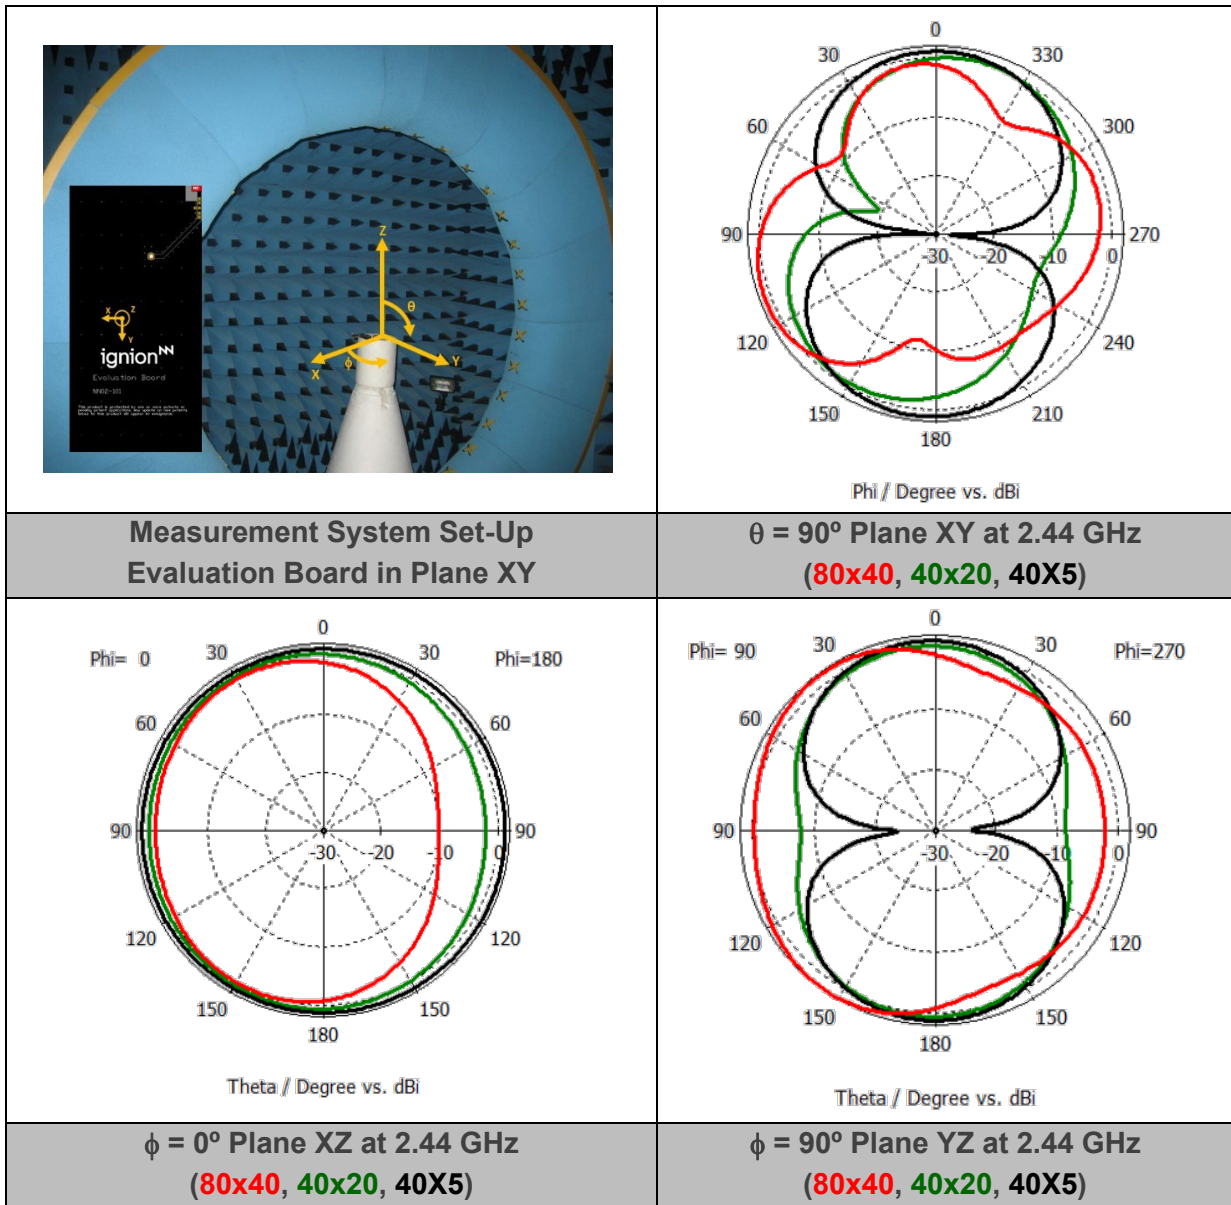 Z
θ
X
ϕ
Y
X
Z
Y
ignion
Evaluation Board
0
30
330
60
300
90
-30
-20
-10
0
270
120
240
150
210
180
Phi / Degree vs. dBi
Measurement System Set-Up
Evaluation Board in Plane XY
θ = 90º Plane XY at 2.44 GHz
(80x40, 40x20, 40X5)
0
Phi= 0
30
30
Phi=180
60
60
90
-30
-20
-10
0
90
120
120
150
150
180
Theta / Degree vs. dBi
0
Phi= 90
30
30
Phi=270
60
60
90
-30
-20
-10
0
90
120
120
150
150
180
Theta / Degree vs. dBi
ϕ = 0º Plane XZ at 2.44 GHz
(80x40, 40x20, 40X5)
ϕ = 90º Plane YZ at 2.44 GHz
(80x40, 40x20, 40X5)